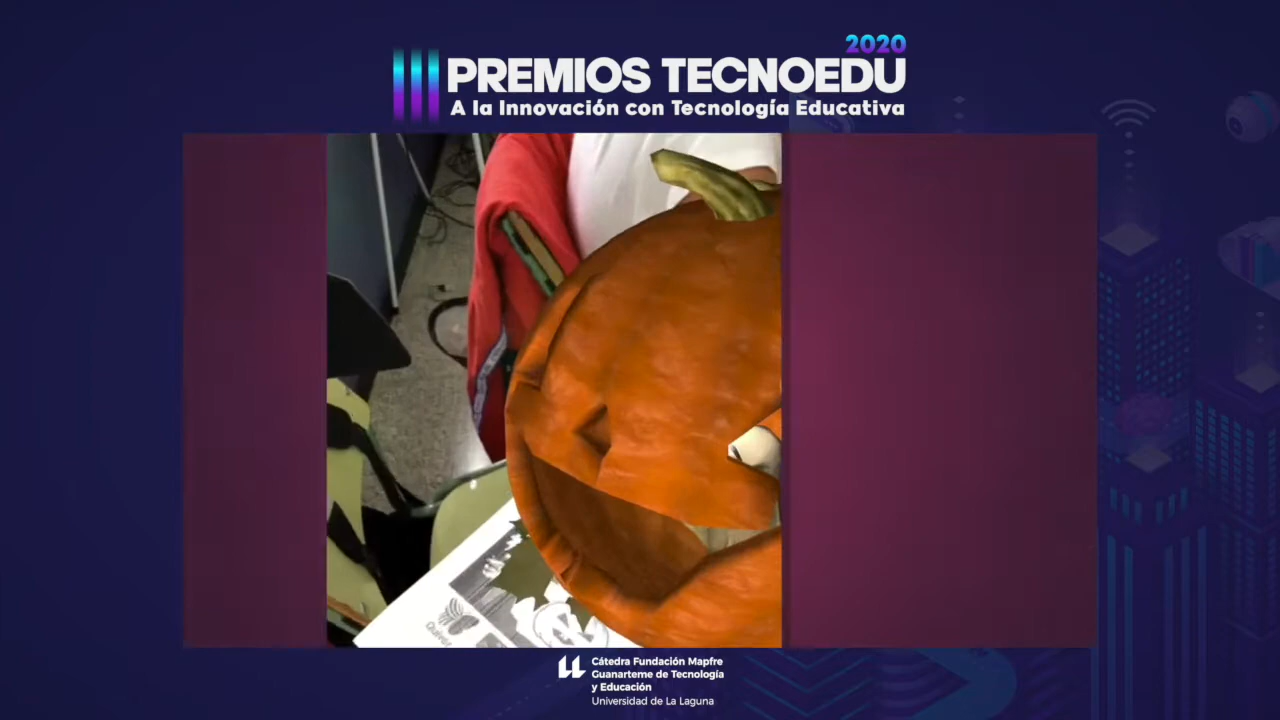 2020
PREMIOS TECNOEDU
A la Innovación con Tecnología Educativa
Quiver
Cátedra Fundación Mapfre
Guanarteme de Tecnología
y Educación
Universidad de La Laguna